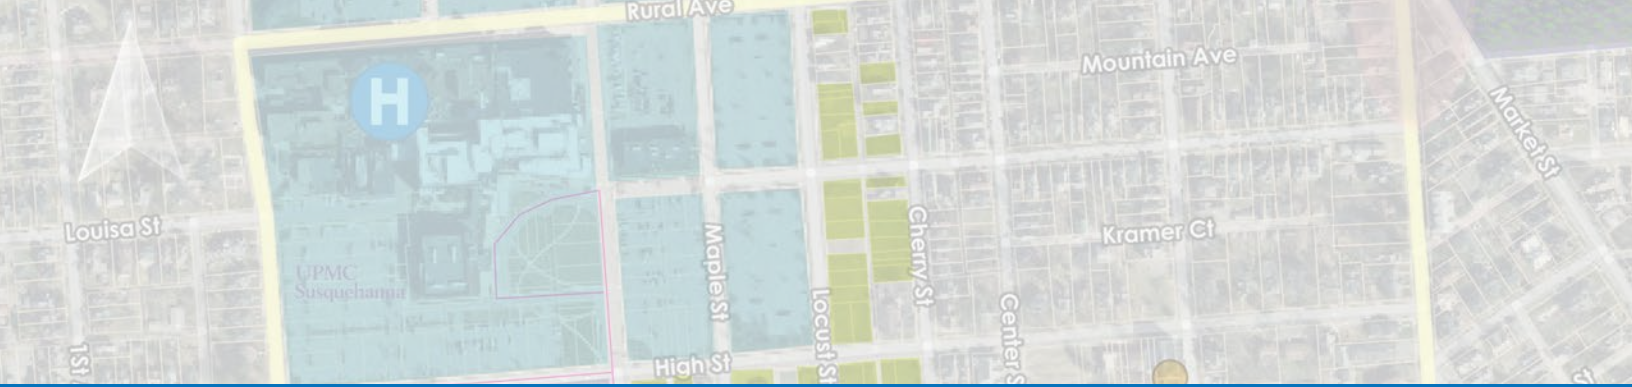 Rural Ave
Mountain Ave
H
Market St
Louisa St
Cherry St
Kramer Ct
Maple St
UPMC
Susquehanna
Locust St
Center S
1St
High St
St